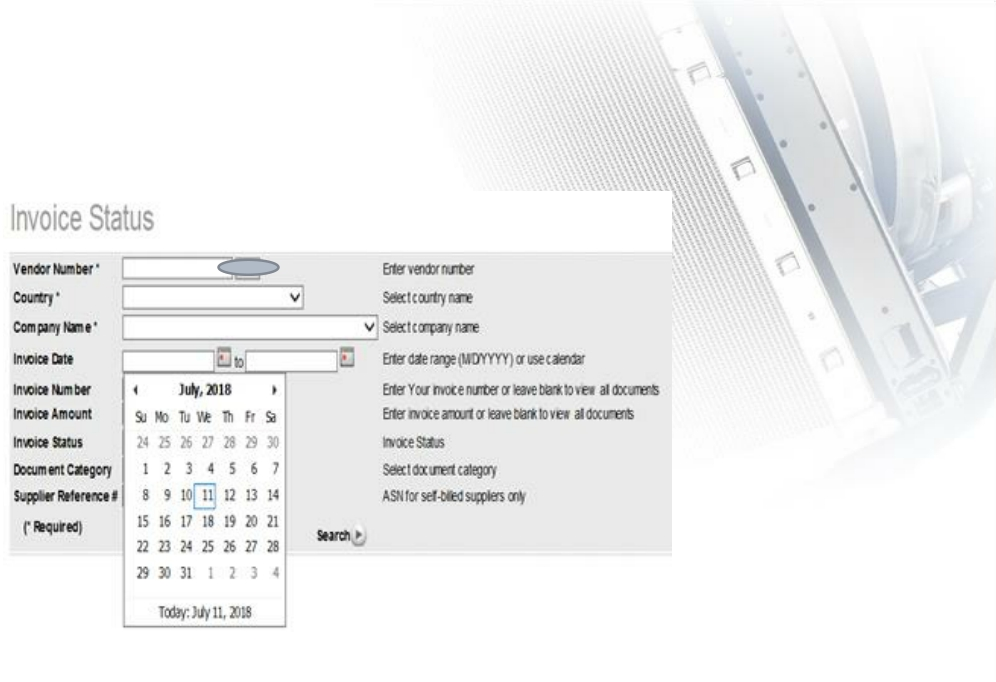 Invoice Status
Vendor Number * Enter vendor number
Country * Select country name
Company Name * Select company name
Invoice Date to Enter date range (M/D/YYYY) or use calendar
Invoice Number Enter Your invoice number or leave blank to view all documents
Invoice Amount Enter invoice amount or leave blank to view all documents
Invoice Status Invoice Status
Document Category Select document category
Supplier Reference # ASN for self-billed suppliers only
(* Required) Search
July, 2018
Su Mo Tu We Th Fr Sa
24 25 26 27 28 29 30
1 2 3 4 5 6 7
8 9 10 11 12 13 14
15 16 17 18 19 20 21
22 23 24 25 26 27 28
29 30 31 1 2 3 4
Today: July 11, 2018